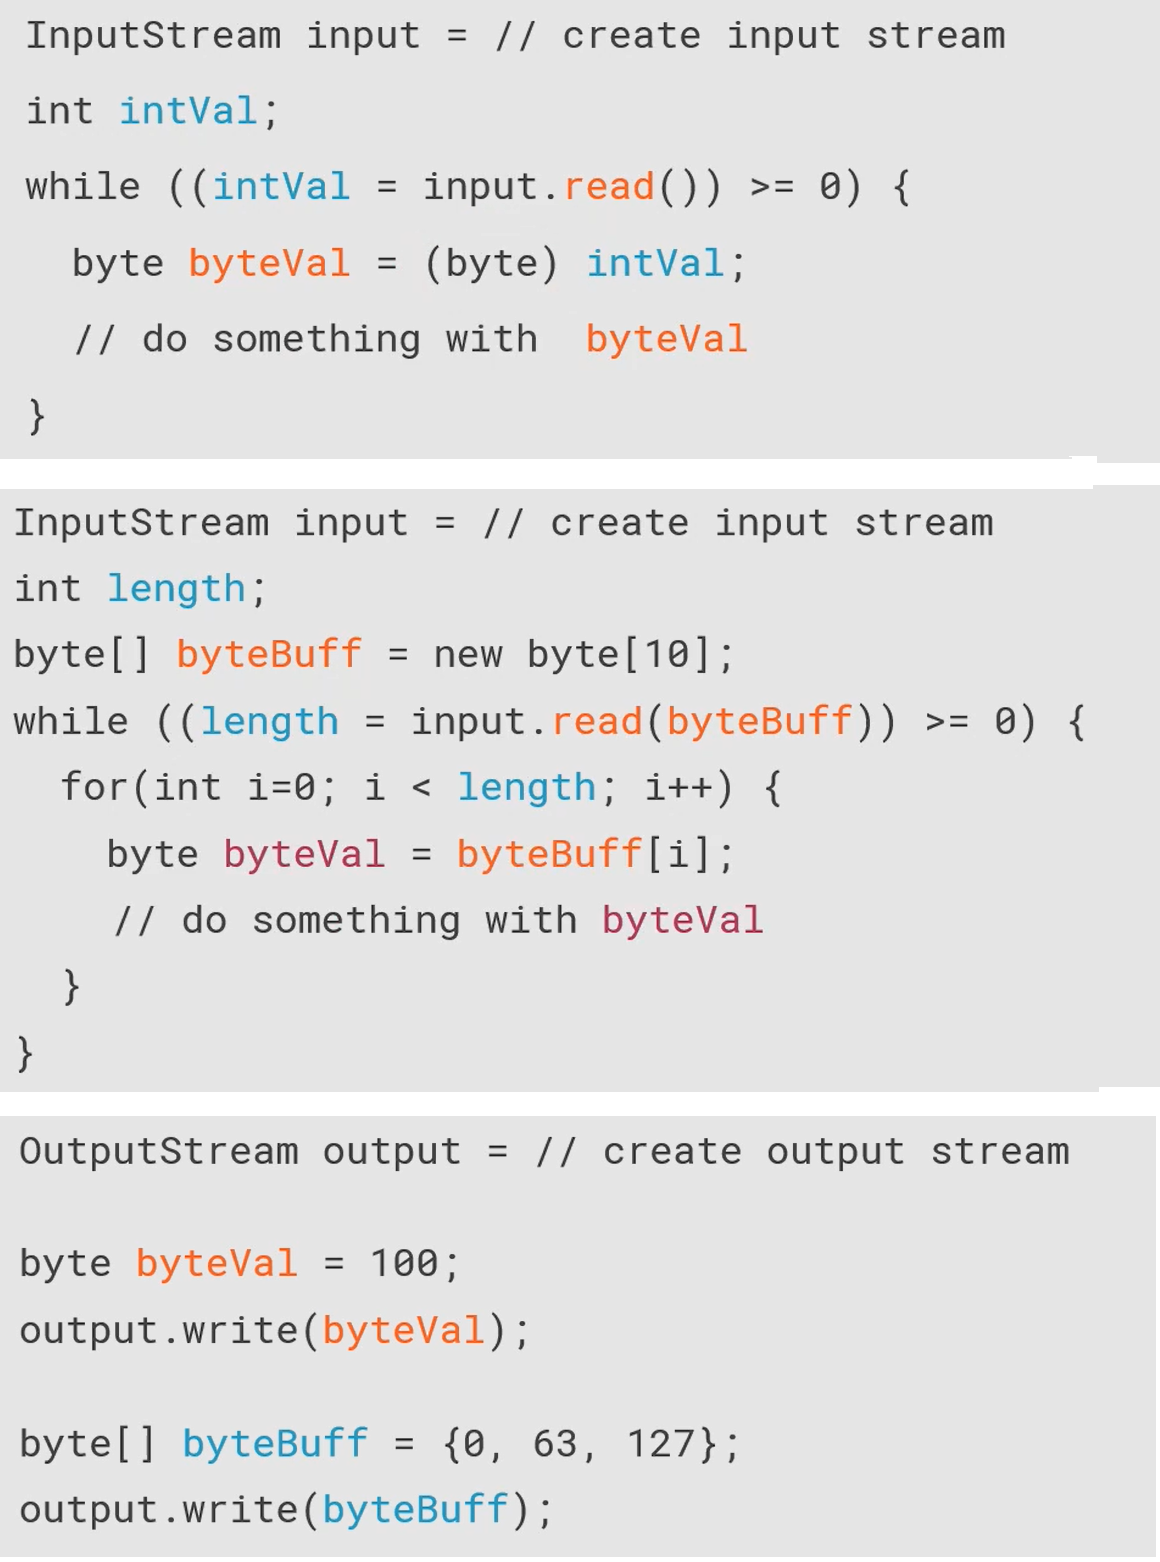 InputStream input = // create input stream
int intVal;
while ((intVal = input.read()) >= 0) {
  byte byteVal = (byte) intVal;
  // do something with  byteVal
}
InputStream input = // create input stream
int length;
byte[] byteBuff = new byte[10];
while ((length = input.read(byteBuff)) >= 0) {
  for(int i=0; i < length; i++) {
    byte byteVal = byteBuff[i];
    // do something with byteVal
  }
}
OutputStream output = // create output stream
byte byteVal = 100;
output.write(byteVal);
byte[] byteBuff = {0, 63, 127};
output.write(byteBuff);